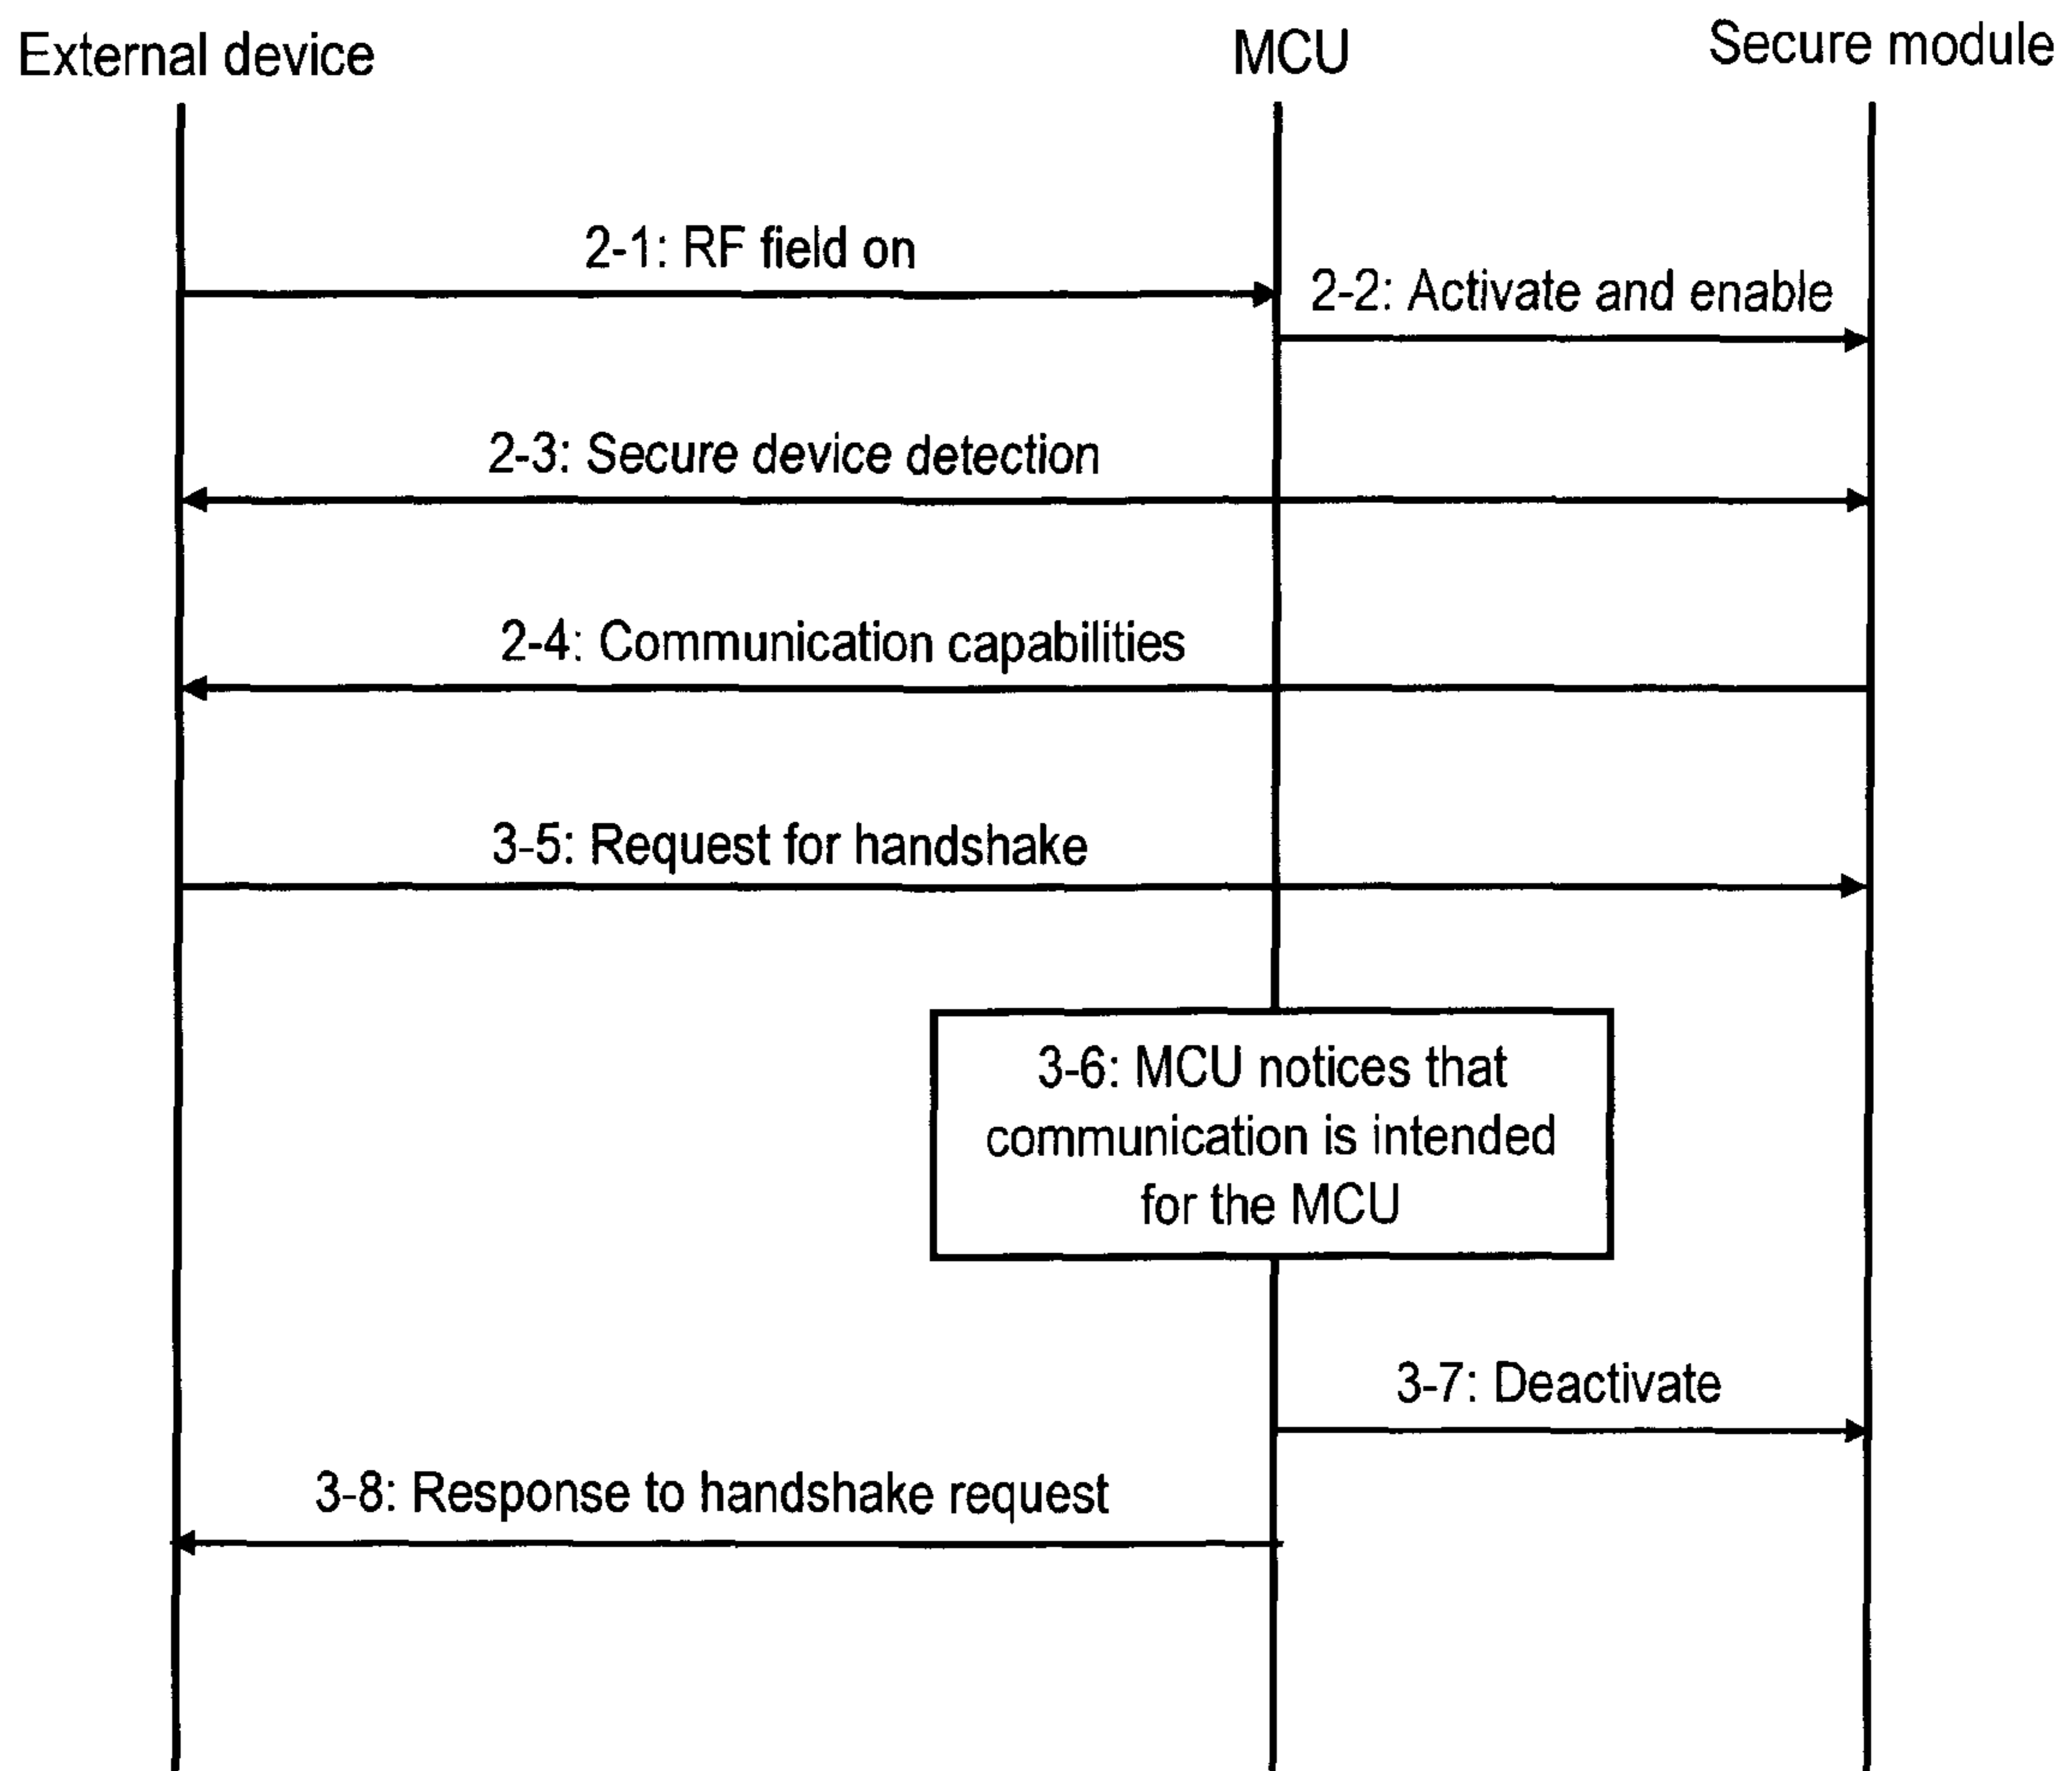 External device
MCU
Secure module
2-1: RF field on
2-2: Activate and enable
2-3: Secure device detection
2-4: Communication capabilities
3-5: Request for handshake
3-6: MCU notices that
communication is intended
for the MCU
3-7: Deactivate
3-8: Response to handshake request